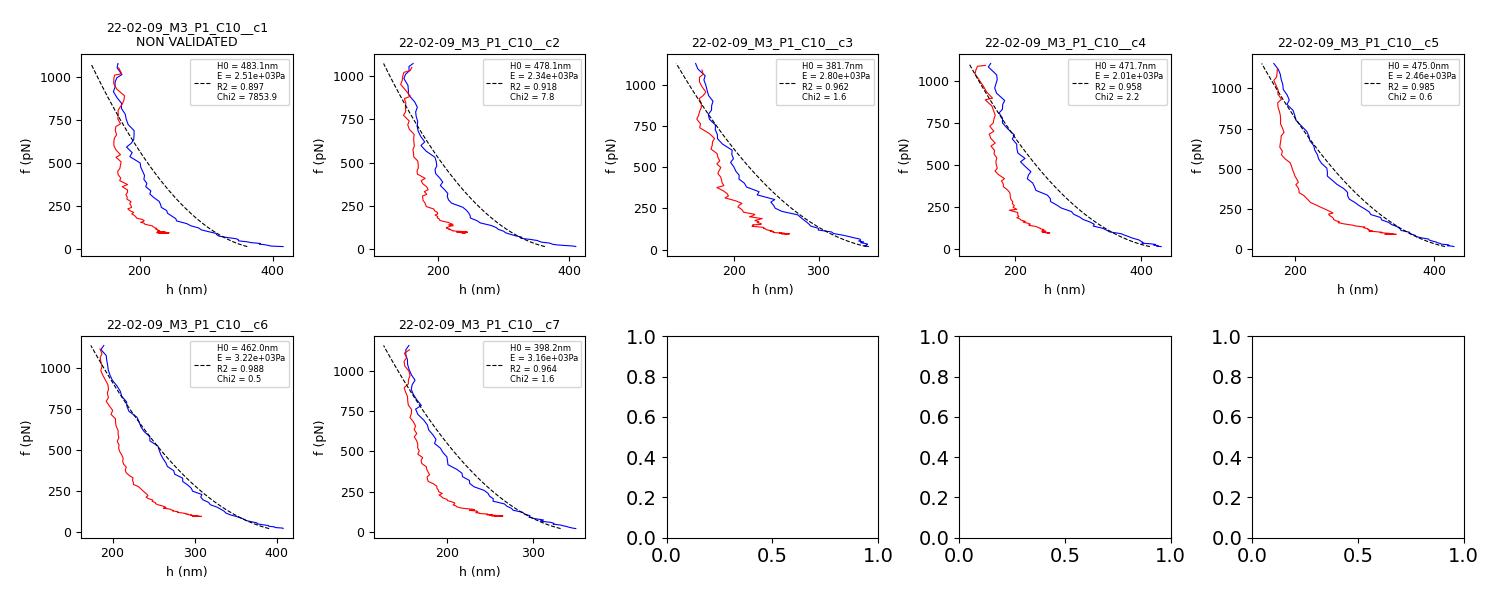 22-02-09_M3_P1_C10__c1
NON VALIDATED
H0 = 483.1nm
E = 2.51e+03Pa
R2 = 0.897
Chi2 = 7853.9
1000
750
500
250
0
f (pN)
200
400
h (nm)
22-02-09_M3_P1_C10__c2
H0 = 478.1nm
E = 2.34e+03Pa
R2 = 0.918
Chi2 = 7.8
1000
750
500
250
0
f (pN)
200
400
h (nm)
22-02-09_M3_P1_C10__c3
H0 = 381.7nm
E = 2.80e+03Pa
R2 = 0.962
Chi2 = 1.6
1000
750
500
250
0
f (pN)
200
300
h (nm)
22-02-09_M3_P1_C10__c4
H0 = 471.7nm
E = 2.01e+03Pa
R2 = 0.958
Chi2 = 2.2
1000
750
500
250
0
f (pN)
200
400
h (nm)
22-02-09_M3_P1_C10__c5
H0 = 475.0nm
E = 2.46e+03Pa
R2 = 0.985
Chi2 = 0.6
1000
750
500
250
0
f (pN)
200
400
h (nm)
22-02-09_M3_P1_C10__c6
H0 = 462.0nm
E = 3.22e+03Pa
R2 = 0.988
Chi2 = 0.5
1000
750
500
250
0
f (pN)
200
300
400
h (nm)
22-02-09_M3_P1_C10__c7
H0 = 398.2nm
E = 3.16e+03Pa
R2 = 0.964
Chi2 = 1.6
1000
750
500
250
0
f (pN)
200
300
h (nm)
1.0
0.8
0.6
0.4
0.2
0.0
0.0
0.5
1.0
1.0
0.8
0.6
0.4
0.2
0.0
0.0
0.5
1.0
1.0
0.8
0.6
0.4
0.2
0.0
0.0
0.5
1.0